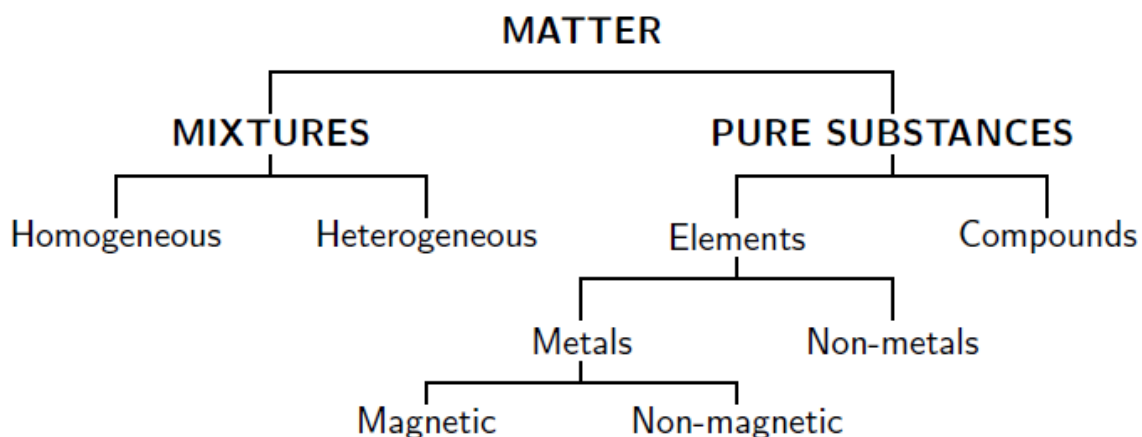 MATTER
MIXTURES PURE SUBSTANCES
Homogeneous Heterogeneous Elements Compounds
Metals Non-metals
Magnetic Non-magnetic